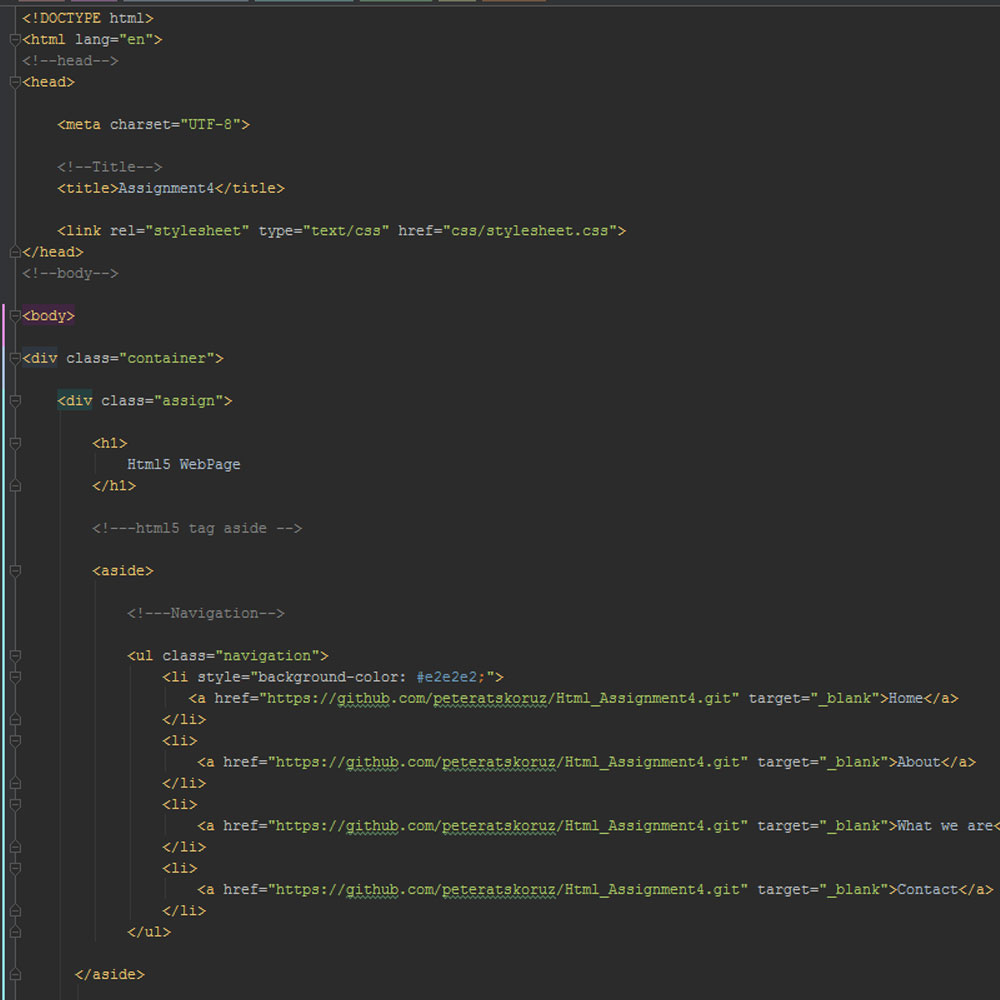 <!DOCTYPE html>
<html lang="en">
<!--head-->
<head>
<meta charset="UTF-8">
<!--Title-->
<title>Assignment4</title>
<link rel="stylesheet" type="text/css" href="css/stylesheet.css">
</head>
<!--body-->
<body>
<div class="container">
<div class="assign">
<h1>
Html5 WebPage
</h1>
<!---html5 tag aside -->
<aside>
<!---Navigation-->
<ul class="navigation">
<li style="background-color: #e2e2e2;">
<a href="https://github.com/peteratskoruz/Html_Assignment4.git" target="_blank">Home</a>
</li>
<li>
<a href="https://github.com/peteratskoruz/Html_Assignment4.git" target="_blank">About</a>
</li>
<li>
<a href="https://github.com/peteratskoruz/Html_Assignment4.git" target="_blank">What we are<
</li>
<li>
<a href="https://github.com/peteratskoruz/Html_Assignment4.git" target="_blank">Contact</a>
</li>
</ul>
</aside>